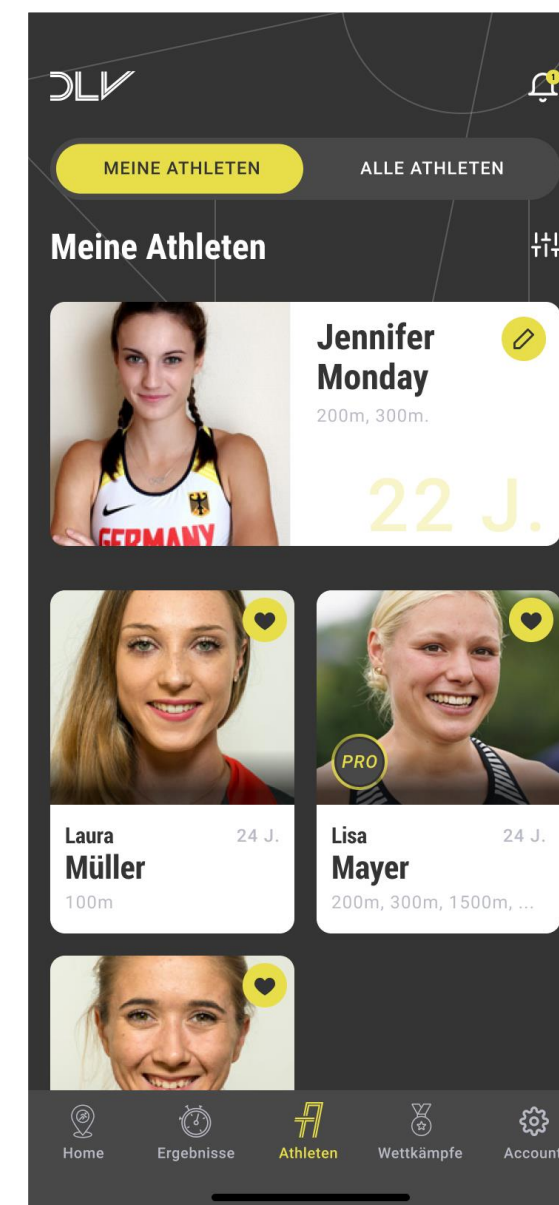 DLV
1
MEINE ATHLETEN
ALLE ATHLETEN
Meine Athleten
Jennifer
Monday
200m, 300m.
22 J.
GERMANY
PRO
Laura
24 J.
Müller
100m
Lisa
24 J.
Mayer
200m, 300m, 1500m, ...
Home
Ergebnisse
Athleten
Wettkämpfe
Account